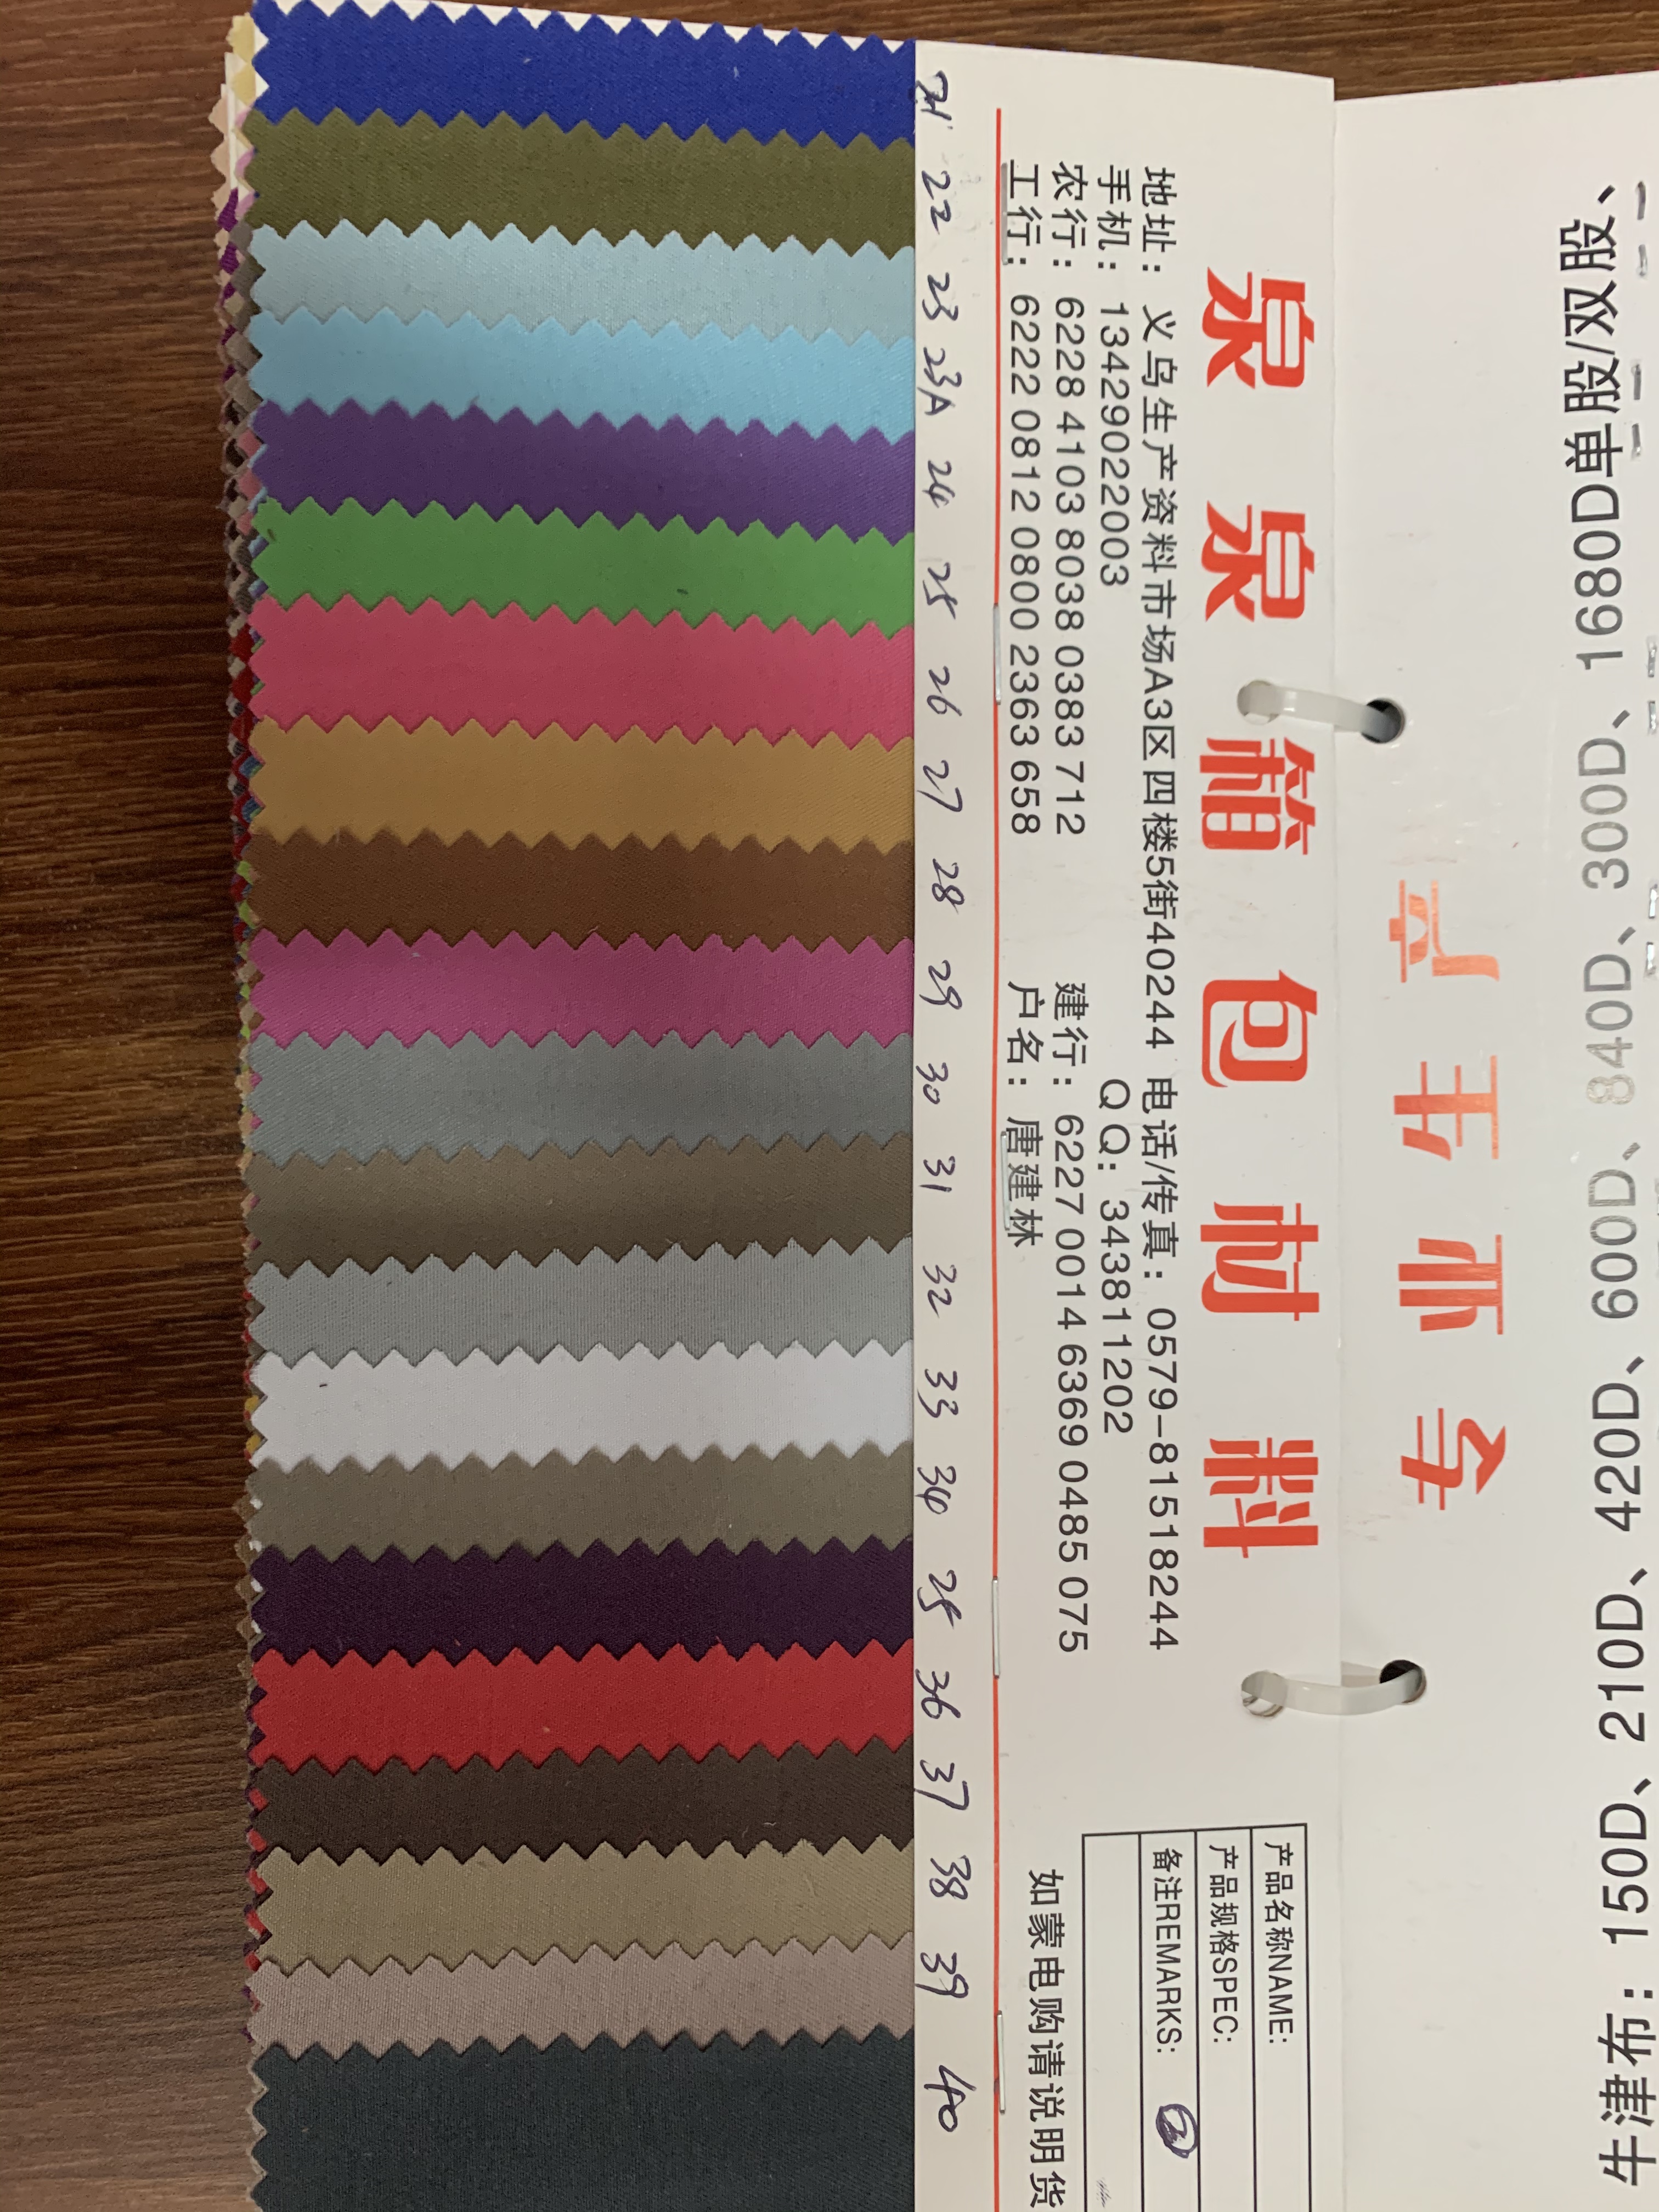 泉泉箱包材料
地址：义乌生产资料市场A3区四楼5街40244 电话/传真：0579-81518244
手机：13429022003 QQ：343811202
农行：6228 4103 8038 0383 712 建行：6227 0014 6369 0485 075
工行：6222 0812 0800 2363 658 户名：唐建林
产品名称NAME:
产品规格SPEC:
备注REMARKS: ②
如蒙电购请说明货
21
22
23
23A
24
25
26
27
28
29
30
31
32
33
34
25
36
37
38
39
40
专业生产
牛津布：150D、210D、420D、600D、840D、300D、1680D单股/双股、